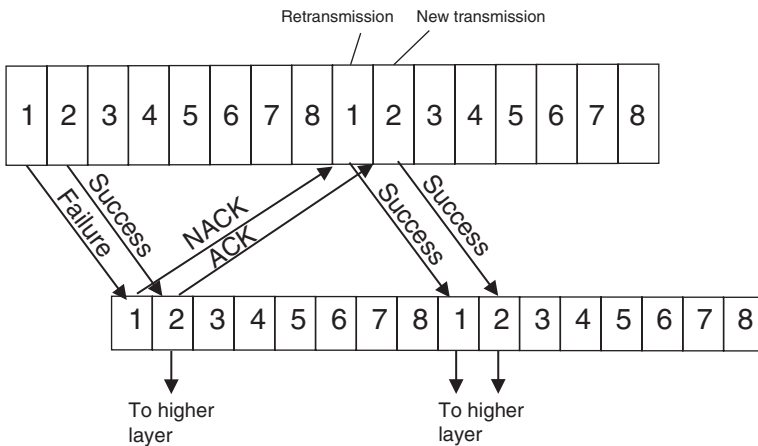 Retransmission New transmission
1 2 3 4 5 6 7 8 1 2 3 4 5 6 7 8
Failure
Success
NACK
ACK
Success
Success
1 2 3 4 5 6 7 8 1 2 3 4 5 6 7 8
To higher
layer
To higher
layer